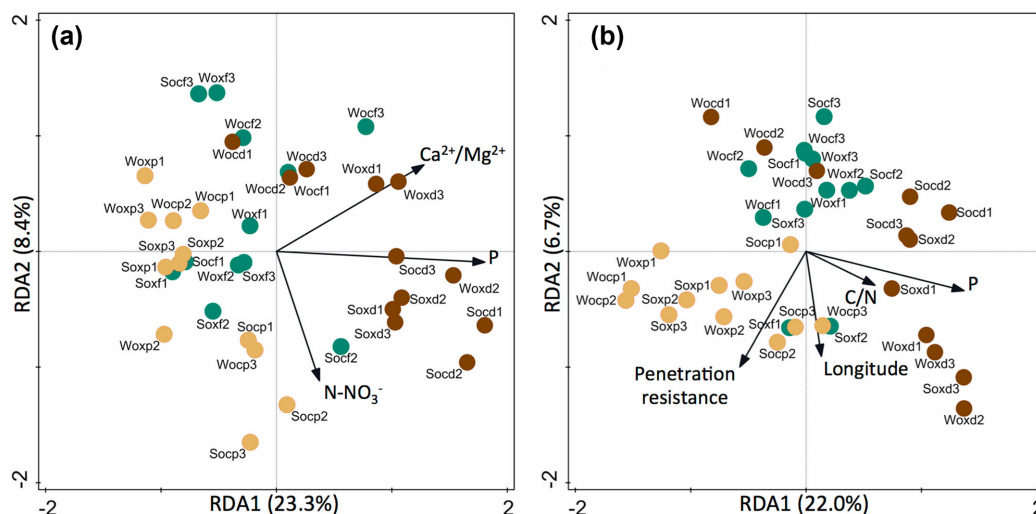 (a)
2
Socf3 Woxf3
Wocf3
Wocf2
Wocd1
Ca²⁺/Mg²⁺
Wocd3
Woxd1
Woxp1
Wocd2 Wocf1
Woxd3
Wocp1
Wocp2
Woxp3
Woxf1
Soxp2
Soxp3
P
Soxp1
Socf1
Soxf1
Woxf2
Soxf3
Socd3
Woxd2
Soxd2
Soxd1
Socd1
Soxf2
Soxd3
Socp1
Woxp2
Wocp3
Socf2
Socd2
N-NO₃⁻
Socp2
Socp3
RDA2 (8.4%)
-2
-2
RDA1 (23.3%)
2
(b)
2
Wocd1
Socf3
Wocd2
Wocf3
Wocf2
Socf1
Woxf3
Wocd3
Woxf2
Socf2
Socd2
Wocf1
Woxf1
Socd3
Socd1
Soxf3
Soxd2
Socp1
Woxp1
Wocp1
Soxp1
Woxp3
C/N
Soxd1
P
Wocp2
Soxp2
Soxp3
Socp3
Wocp3
Woxp2
Soxf1
Soxf2
Socp2
Woxd1
Woxd3
Penetration
resistance
Longitude
Soxd3
Woxd2
RDA2 (6.7%)
-2
-2
RDA1 (22.0%)
2